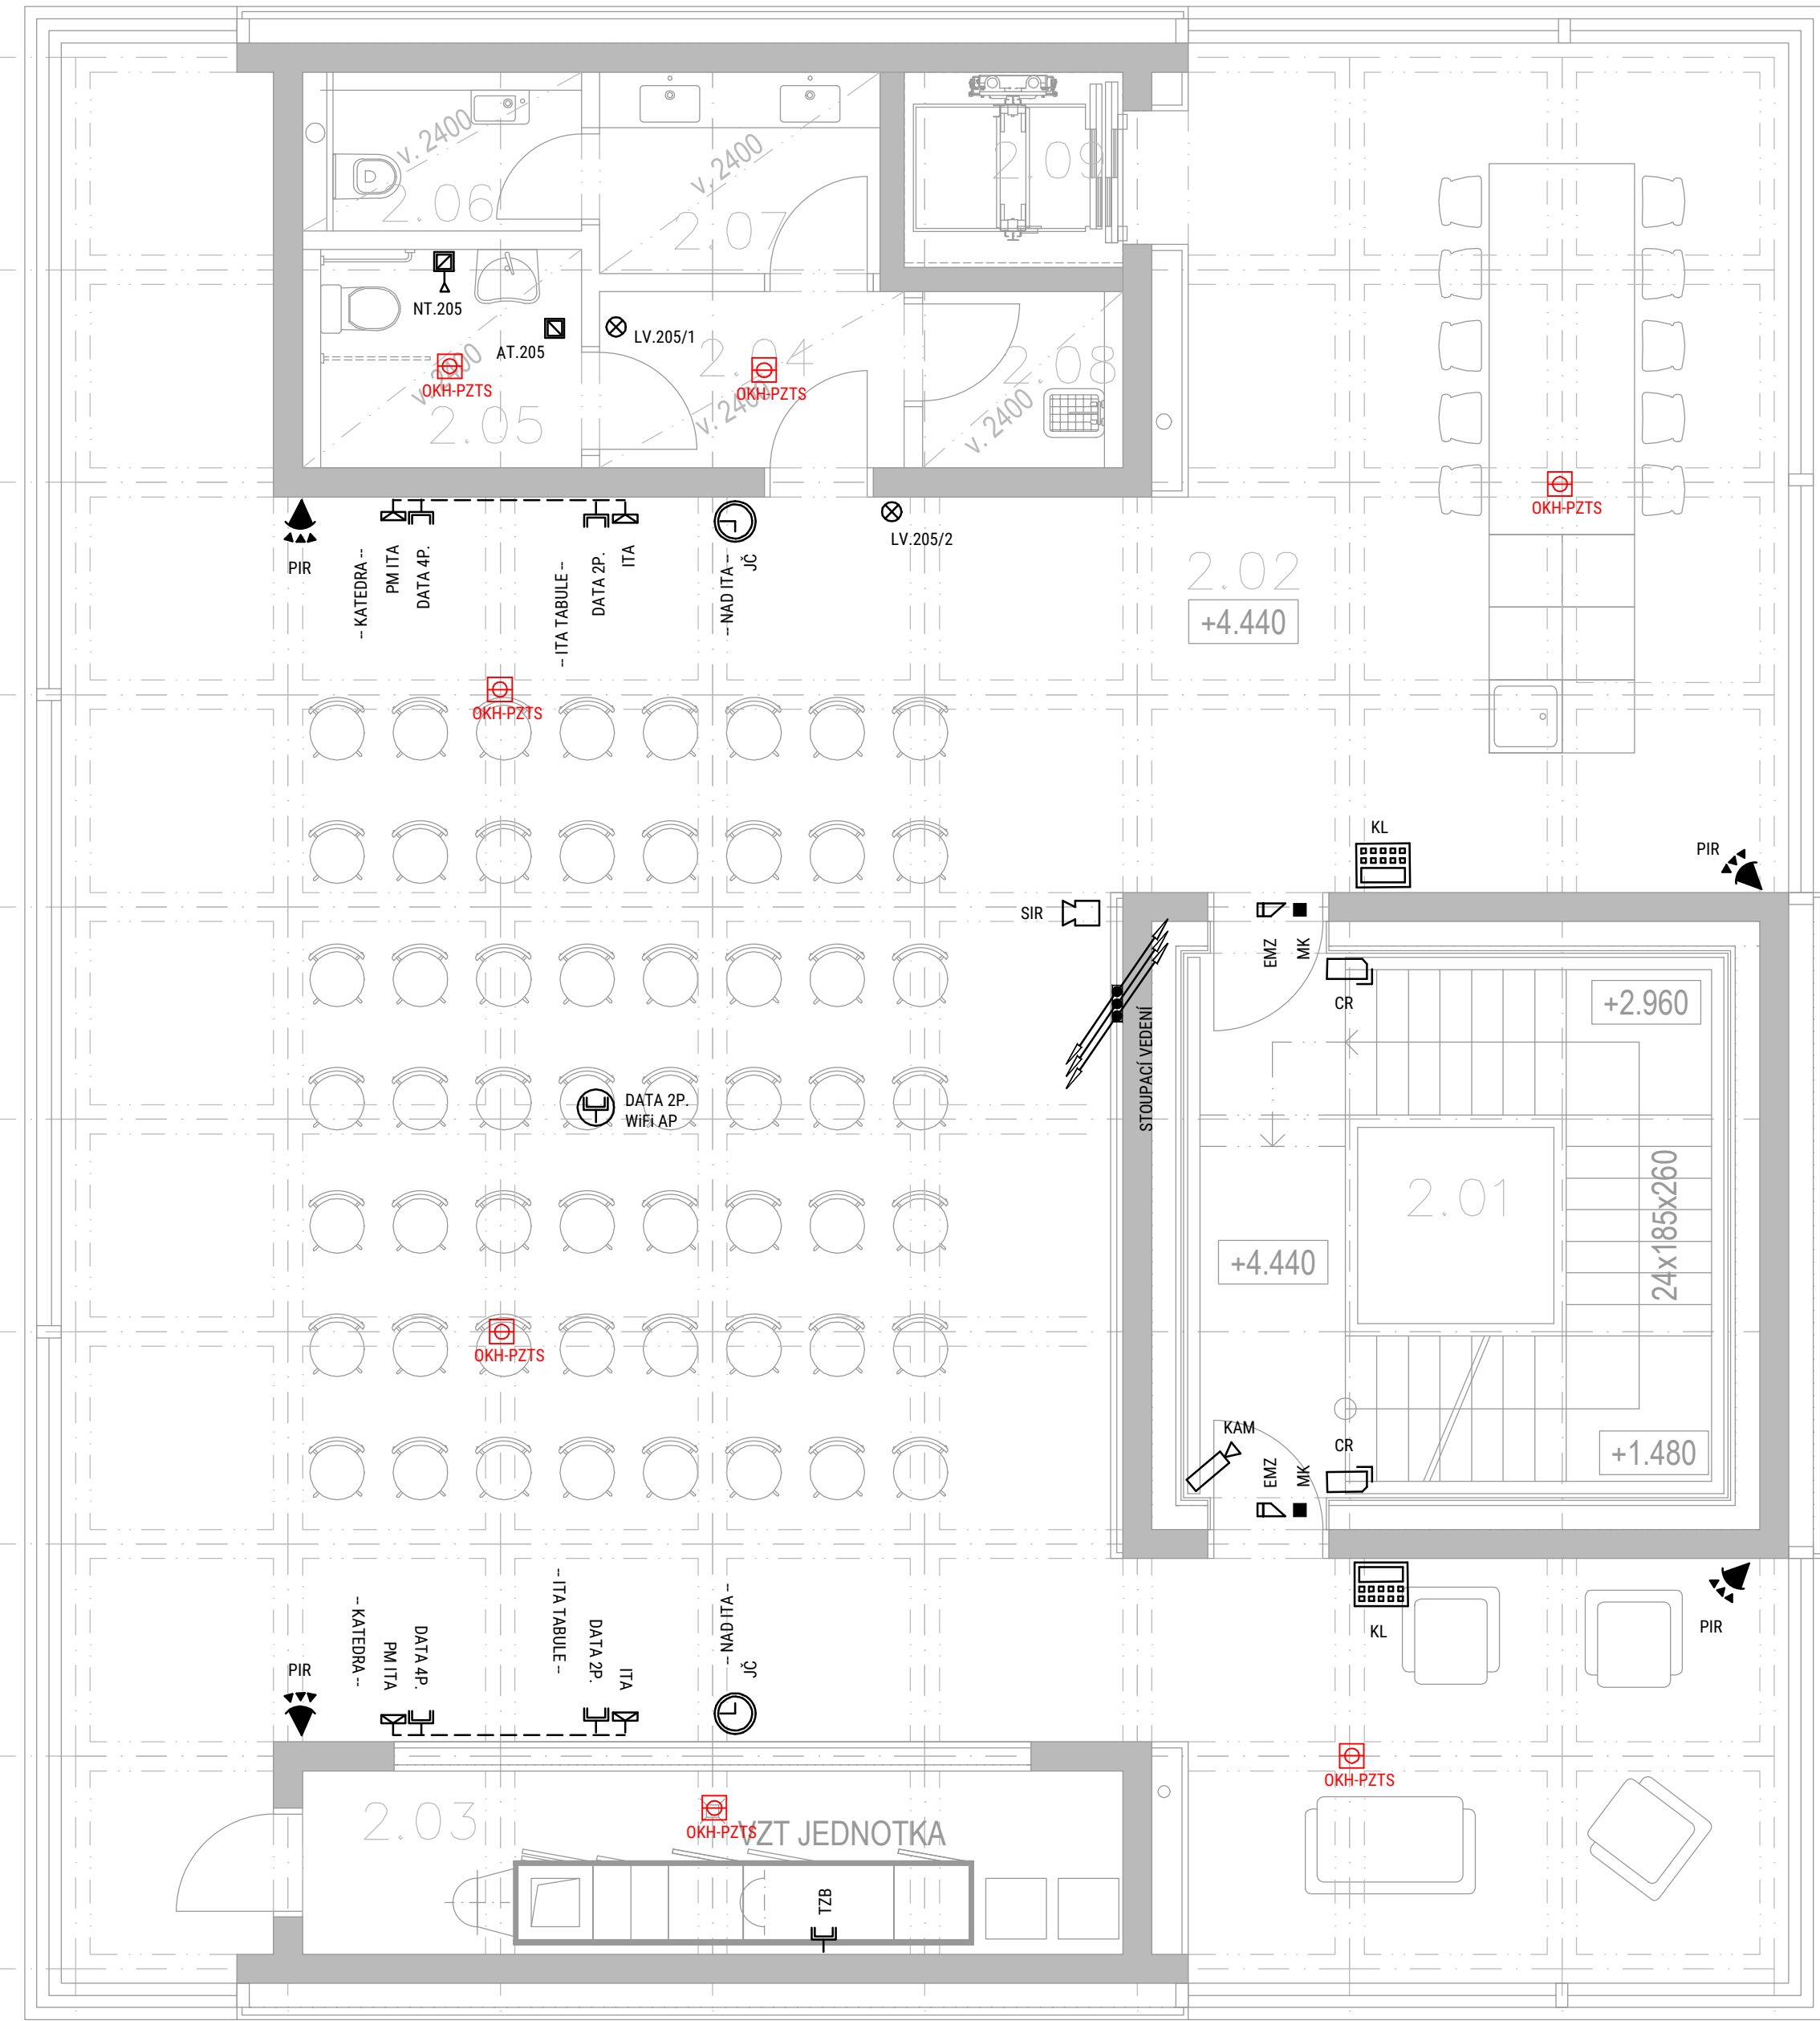 v. 2400
2.06
v. 2400
2.07
2.09
NT.205
AT.205
LV.205/1
2.04
2.08
OKH-PZTS
v. 2400
2.05
OKH-PZTS
v. 2400
v. 2400
OKH-PZTS
PIR
-- KATEDRA --
PM ITA
DATA 4P.
-- ITA TABULE --
DATA 2P.
ITA
-- NAD ITA --
JČ
LV.205/2
2.02
+4.440
OKH-PZTS
KL
PIR
SIR
EMZ
MK
CR
+2.960
STOUPACÍ VEDENÍ
DATA 2P.
WiFi AP
2.01
24x185x260
+4.440
OKH-PZTS
KAM
EMZ
MK
CR
+1.480
PIR
-- KATEDRA --
PM ITA
DATA 4P.
-- ITA TABULE --
DATA 2P.
ITA
-- NAD ITA --
JČ
KL
PIR
OKH-PZTS
2.03
OKH-PZTS
VZT JEDNOTKA
TZB